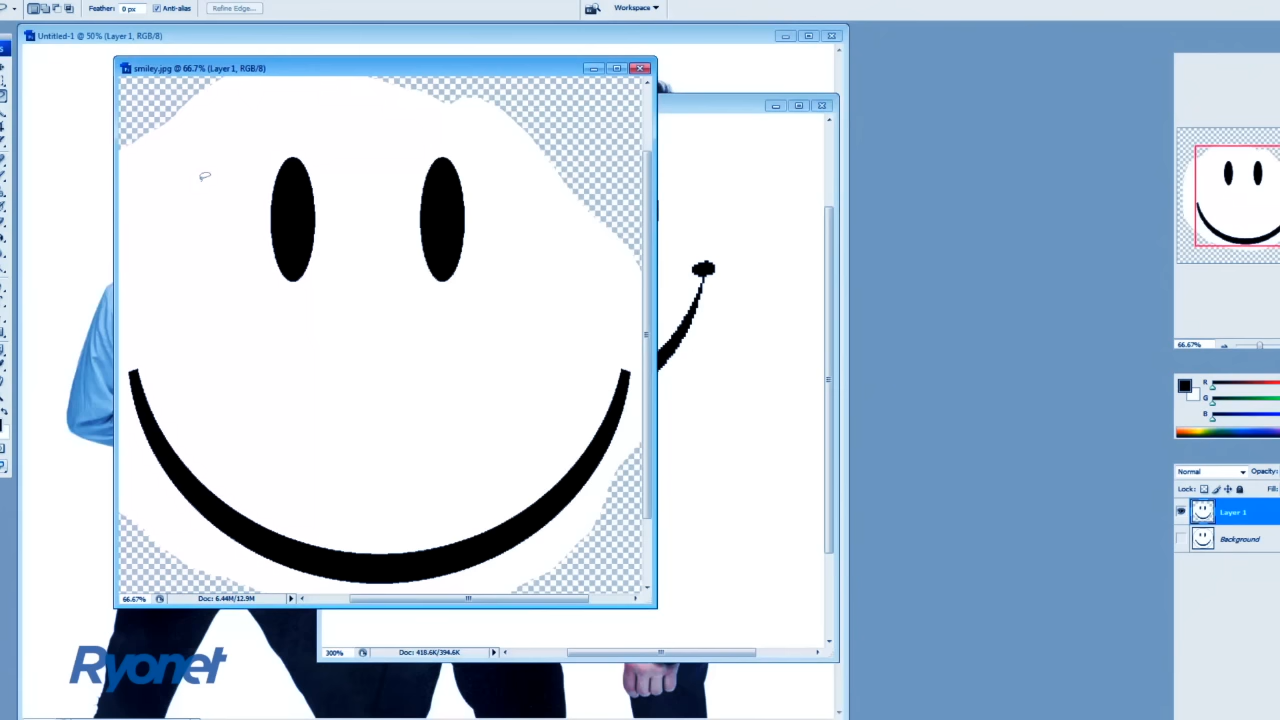 Feather: 0 px Anti-alias Refine Edge... Workspace
Untitled-1 @ 50% (Layer 1, RGB/8)
smiley.jpg @ 66.7% (Layer 1, RGB/8)
66.67%
R
G
B
Normal Opacity:
Lock: Fill:
Layer 1
Background
66.67% Doc: 6.44M/12.9M
300% Doc: 418.6K/394.6K
Ryonet